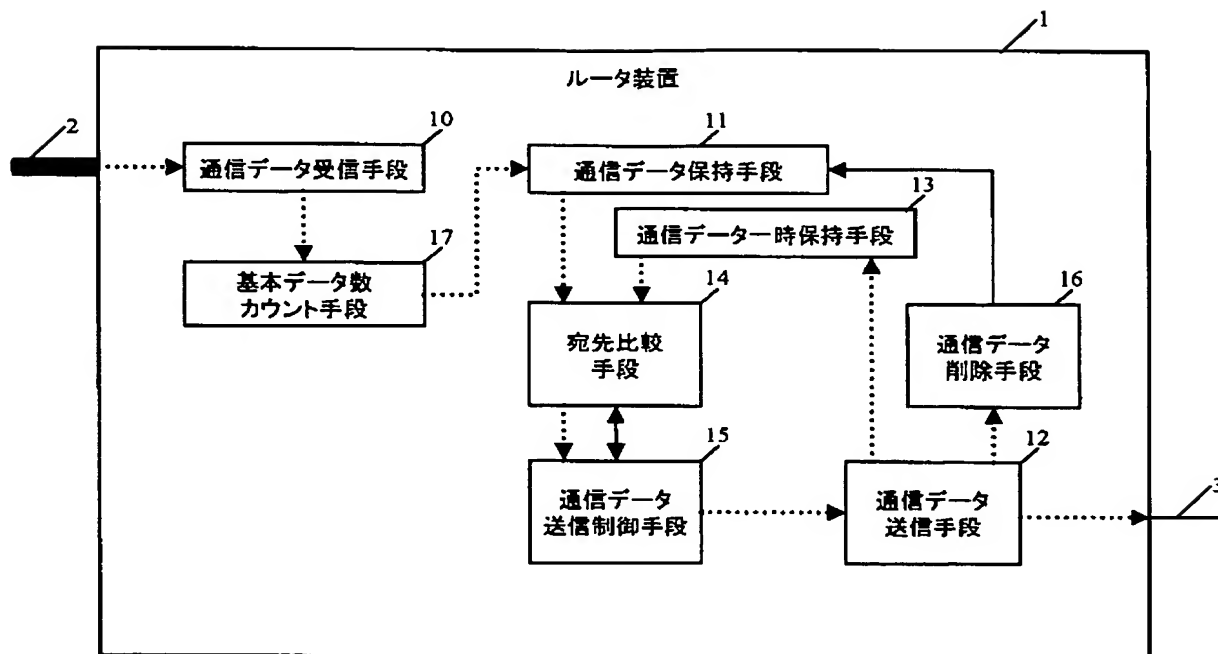 1
ルータ装置
2
10
通信データ受信手段
11
通信データ保持手段
13
通信データ一時保持手段
17
基本データ数
カウント手段
14
宛先比較
手段
16
通信データ
削除手段
15
通信データ
送信制御手段
12
通信データ
送信手段
3